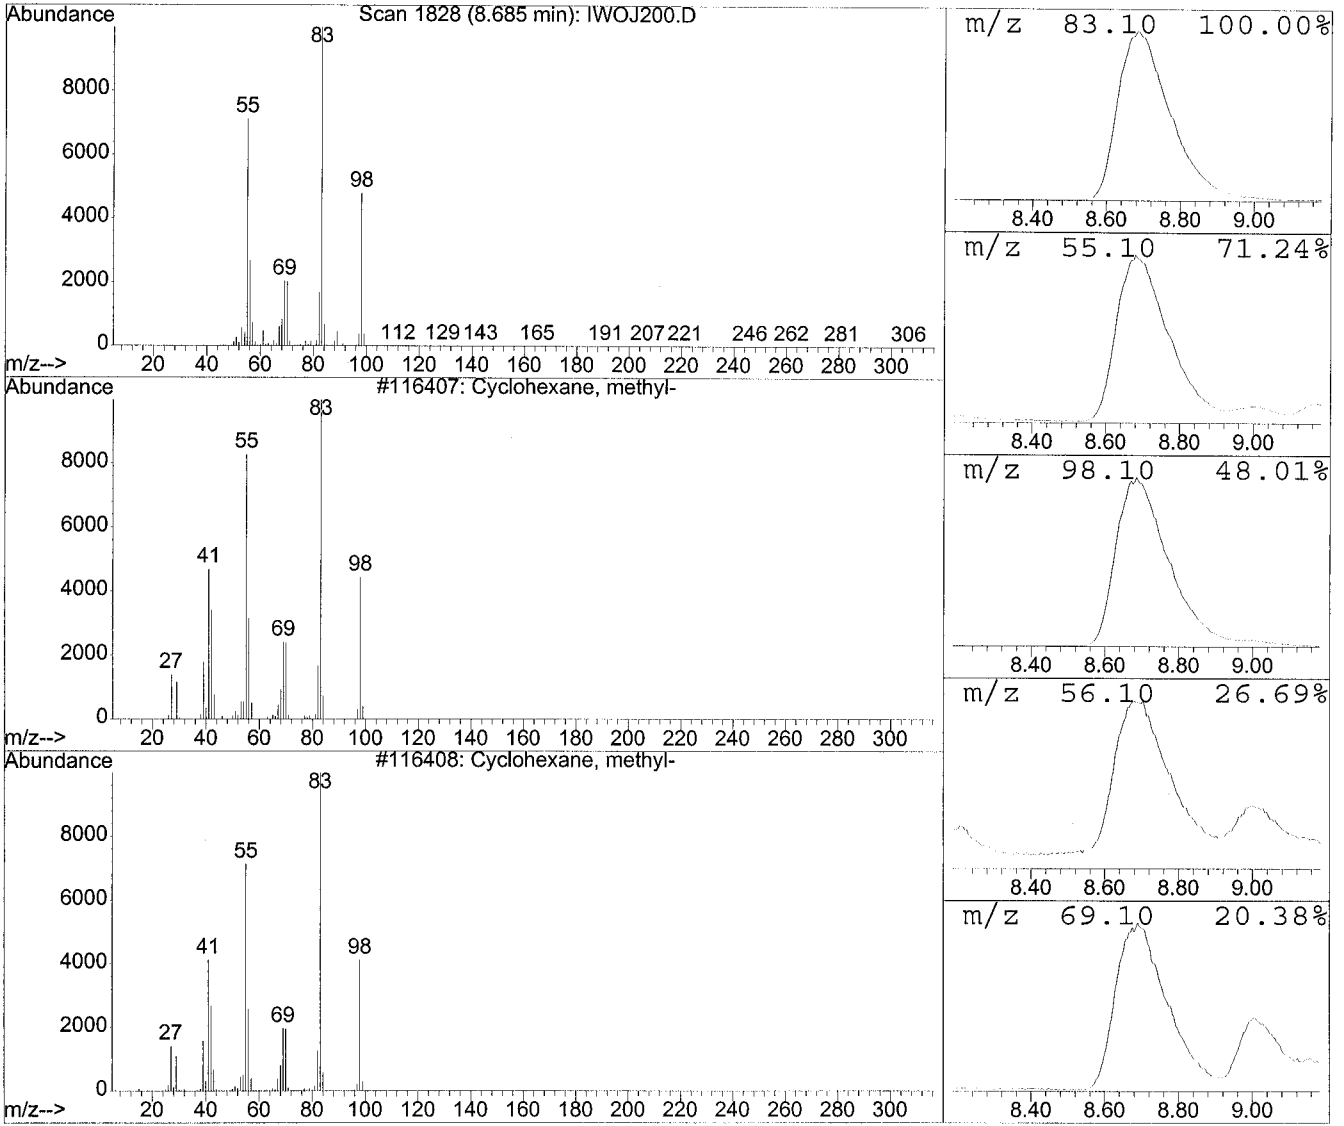 Abundance
Scan 1828 (8.685 min): IWOJ200.D
83
8000
55
6000
98
4000
69
2000
112 129 143 165 191 207 221 246 262 281 306
0
m/z--> 20 40 60 80 100 120 140 160 180 200 220 240 260 280 300
Abundance
#116407: Cyclohexane, methyl-
83
55
8000
6000
41
98
4000
69
27
2000
0
m/z--> 20 40 60 80 100 120 140 160 180 200 220 240 260 280 300
Abundance
#116408: Cyclohexane, methyl-
83
8000
55
6000
41
98
4000
69
27
2000
0
m/z--> 20 40 60 80 100 120 140 160 180 200 220 240 260 280 300
m/z 83.10 100.00%
8.40 8.60 8.80 9.00
m/z 55.10 71.24%
8.40 8.60 8.80 9.00
m/z 98.10 48.01%
8.40 8.60 8.80 9.00
m/z 56.10 26.69%
8.40 8.60 8.80 9.00
m/z 69.10 20.38%
8.40 8.60 8.80 9.00